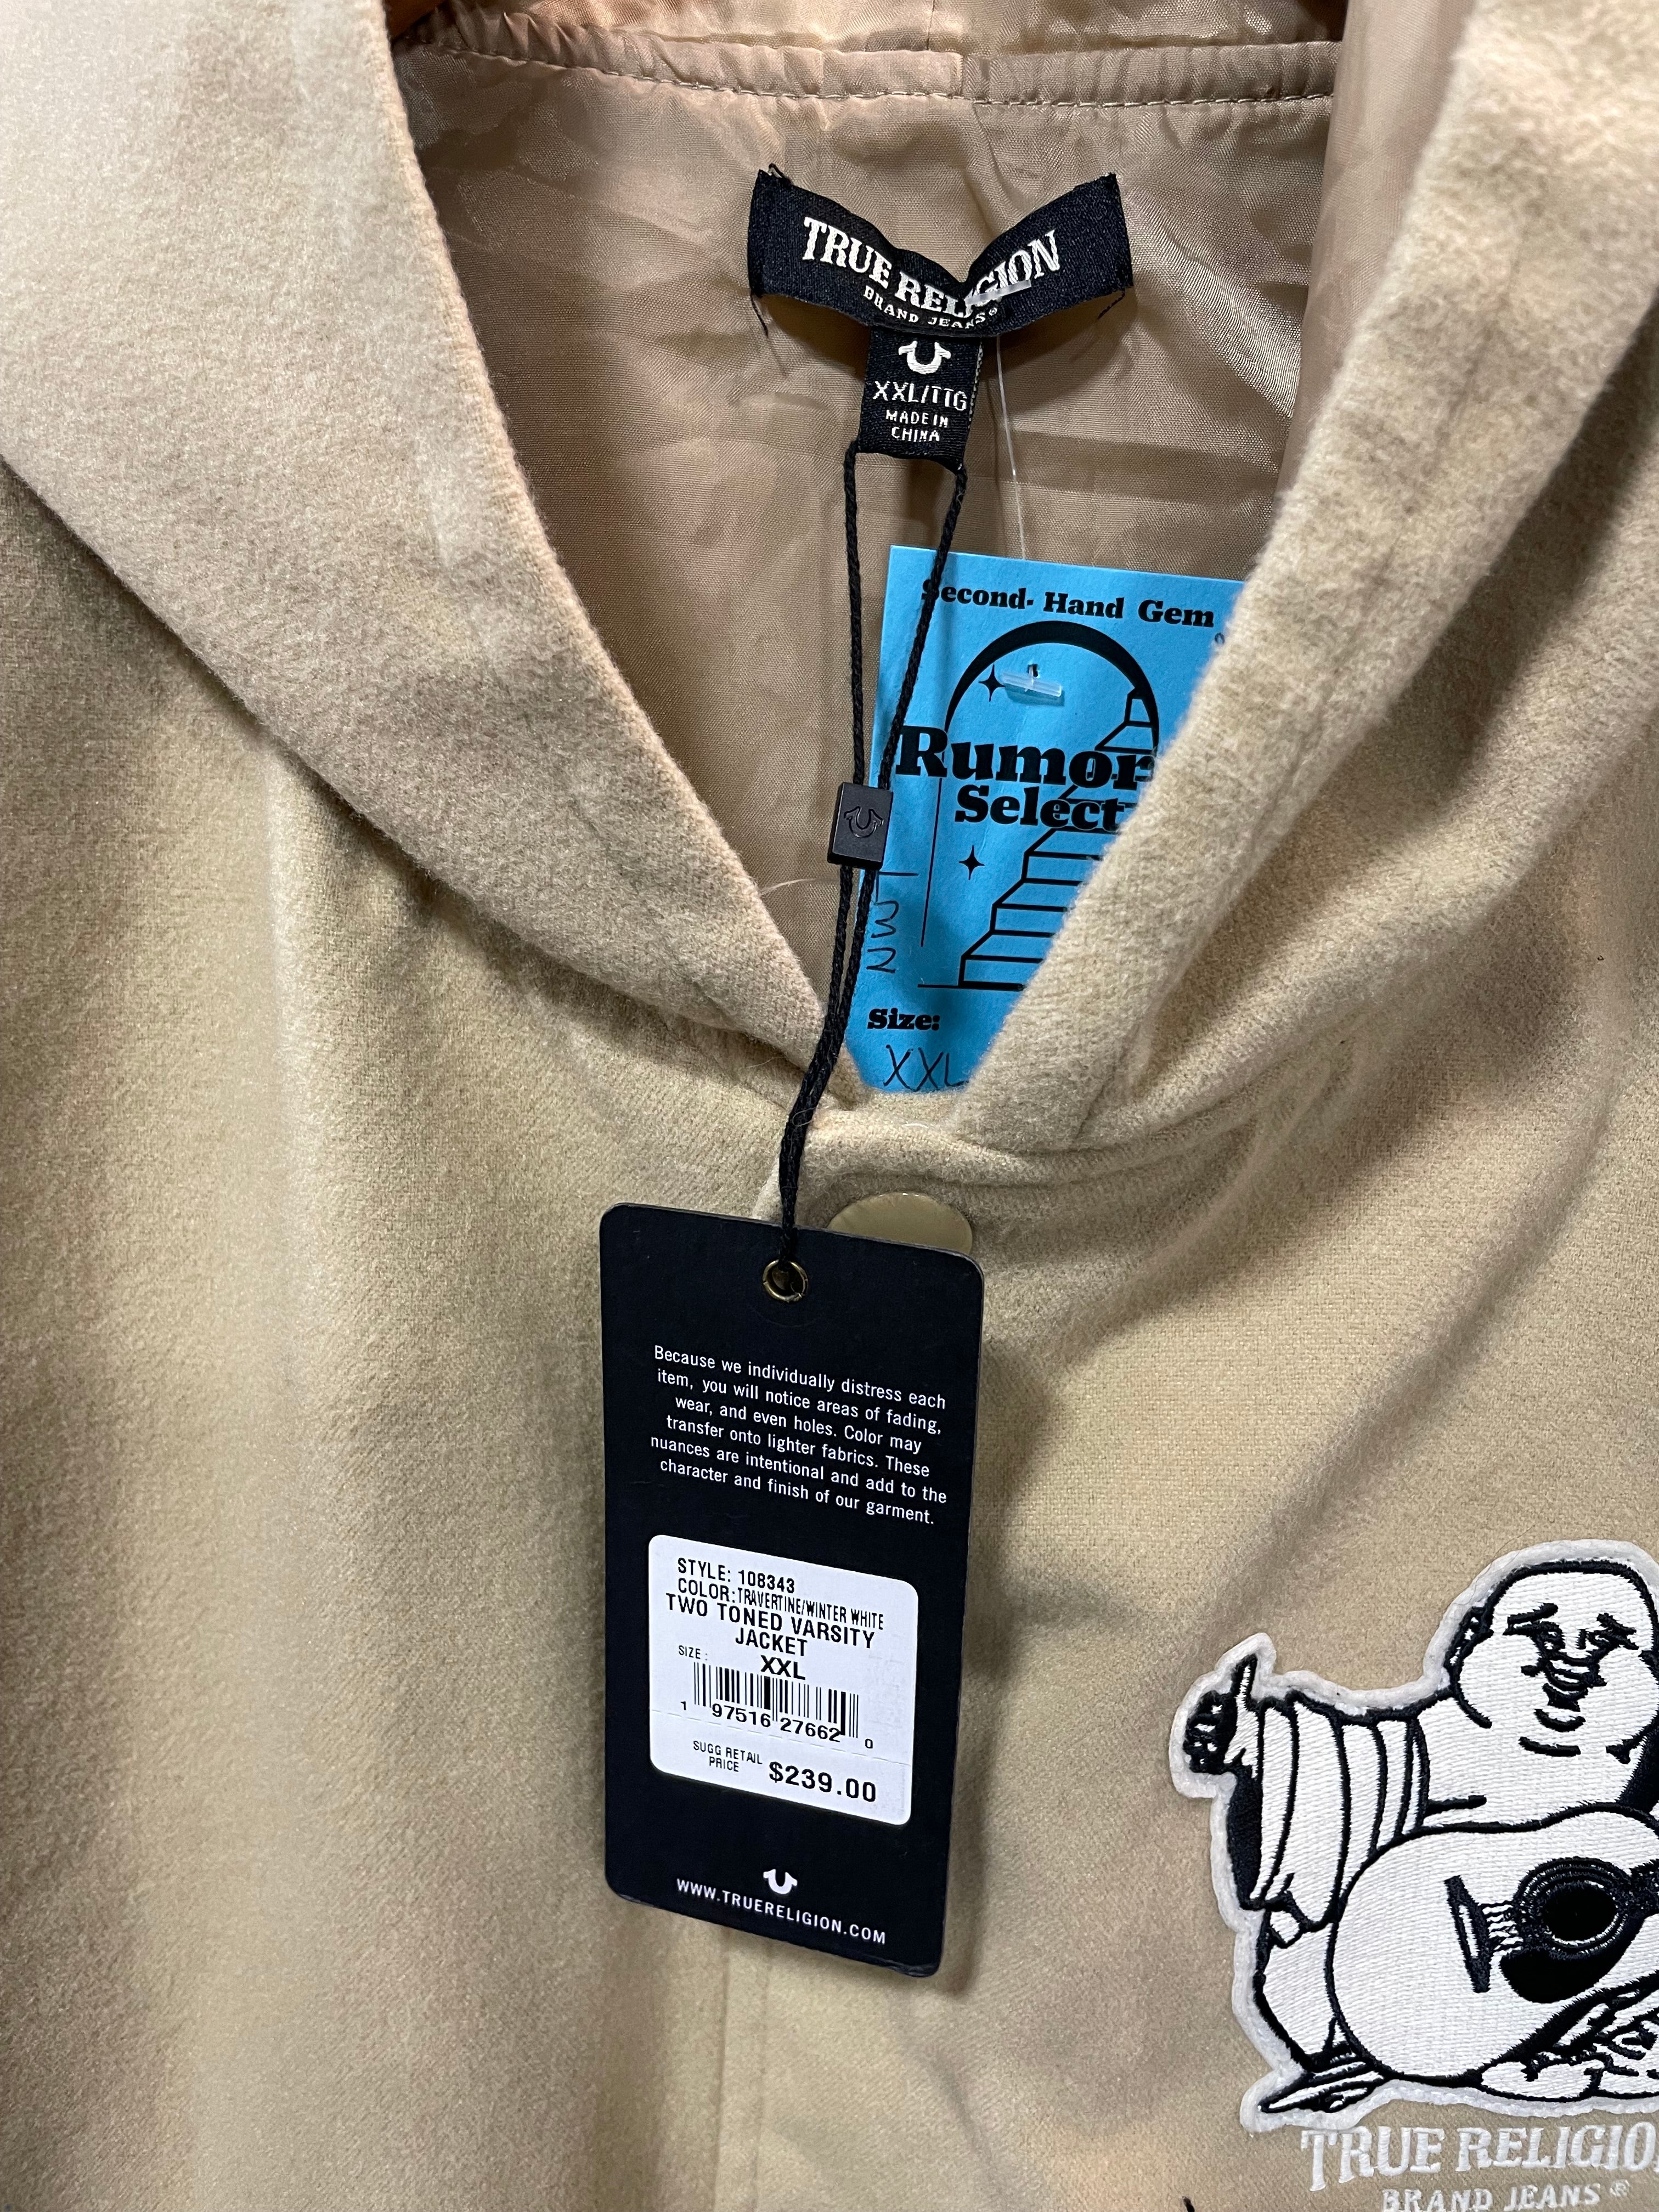 TRUE RELIGION
BRAND JEANS®
XXL/TTG
MADE IN
CHINA
Second- Hand Gem
Rumor
Select
Size:
XXL
Because we individually distress each
item, you will notice areas of fading,
wear, and even holes. Color may
transfer onto lighter fabrics. These
nuances are intentional and add to the
character and finish of our garment.
STYLE: 108343
COLOR: TRAVERTINE/WINTER WHITE
TWO TONED VARSITY
JACKET
SIZE: XXL
1 97516 27662 0
SUGG RETAIL
PRICE $239.00
WWW.TRUERELIGION.COM
TRUE RELIGIO
BRAND JEANS®